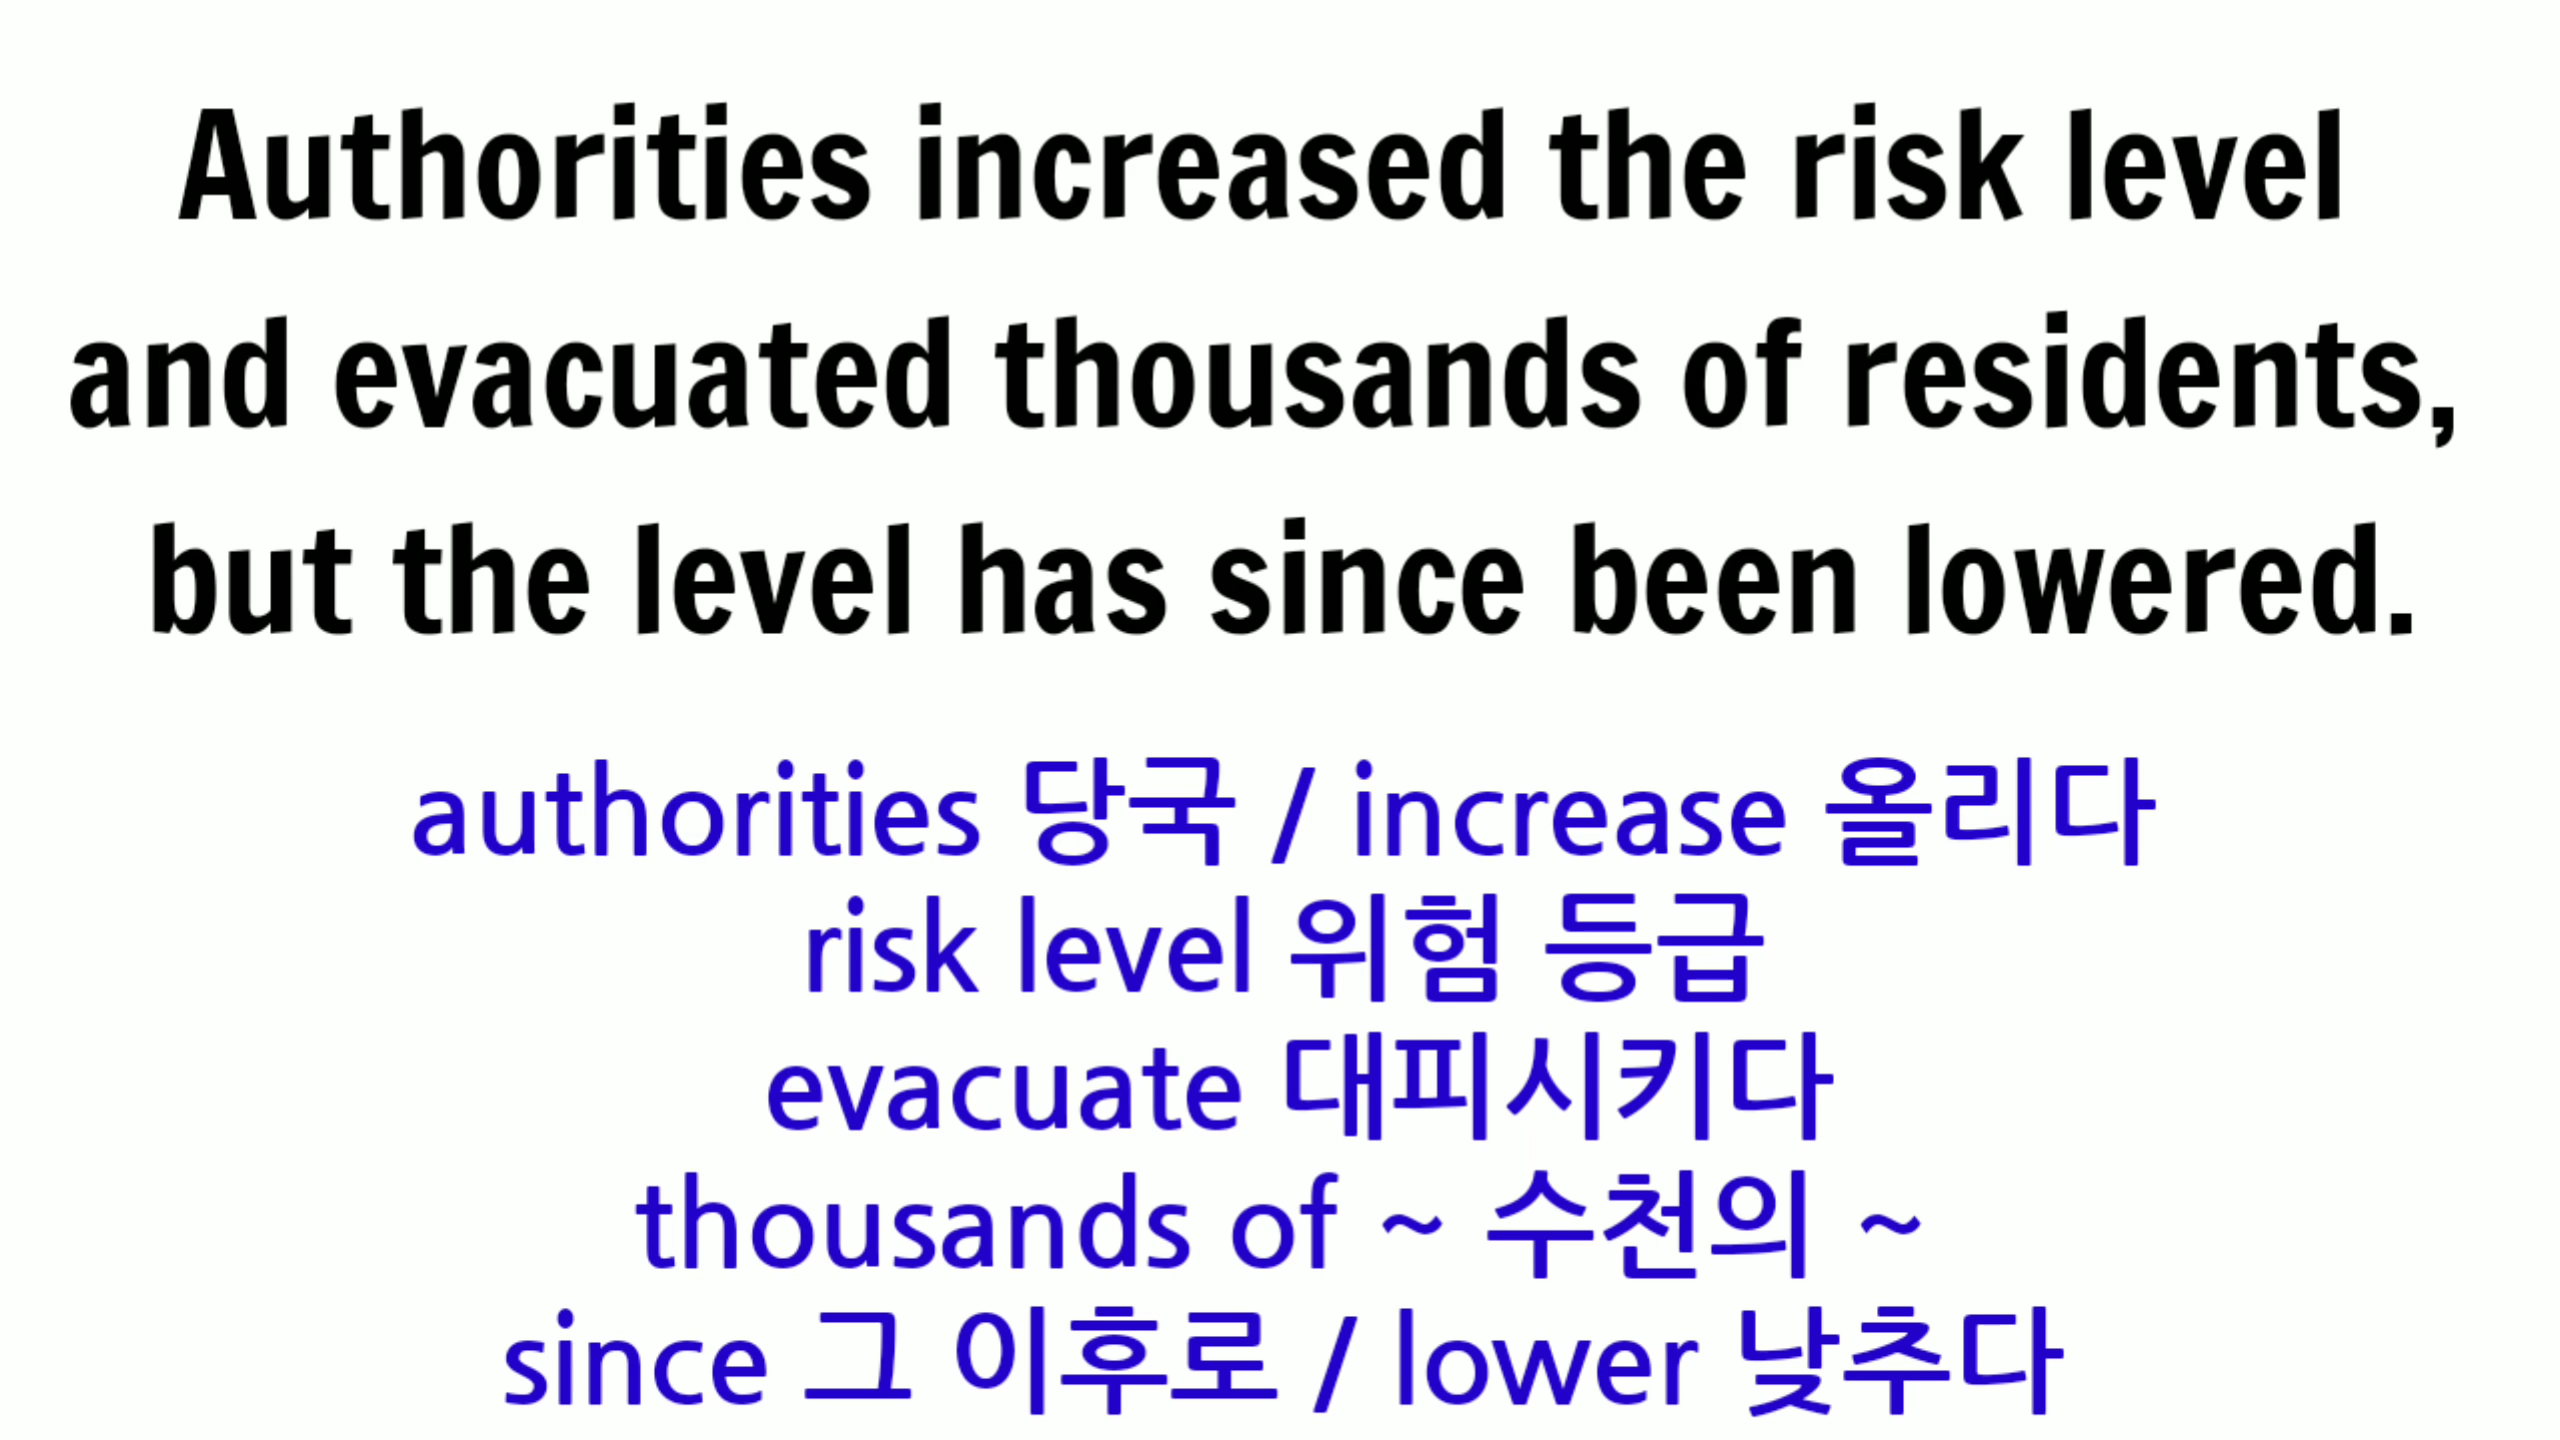 Authorities increased the risk level
and evacuated thousands of residents,
but the level has since been lowered.
authorities 당국 / increase 올리다
risk level 위험 등급
evacuate 대피시키다
thousands of ~ 수천의 ~
since 그 이후로 / lower 낮추다